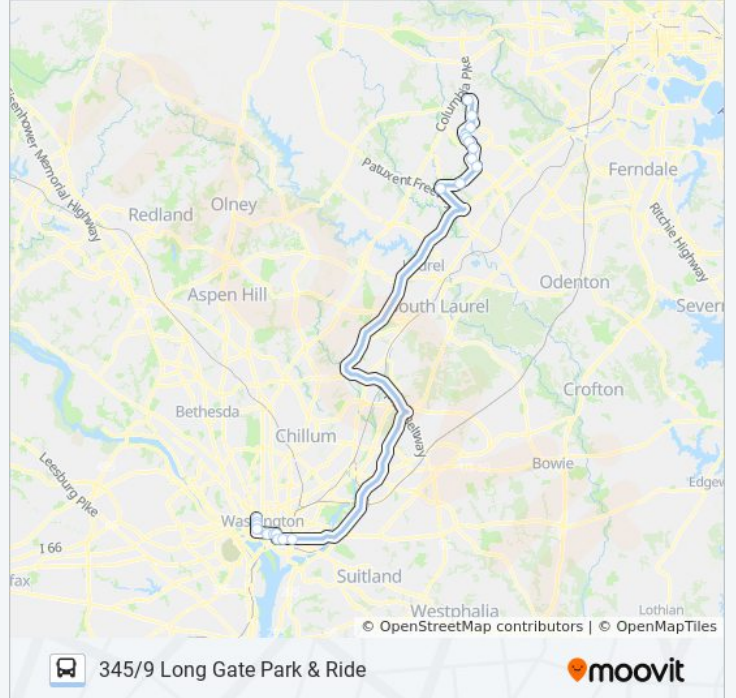 Columbia Pke
Eisenhower Memorial Highway
Patuxent Free
Ferndale
Olney
Redland
Ritchie Highway
Laurel
Odenton
Aspen Hill
South Laurel
Severn
Crofton
Bethesda
Beltway
Chillum
Bowie
Leesburg Pike
Edgew
Washington
I 66
fax
Suitland
Westphalia
Lothian
© OpenStreetMap contributors | © OpenMapTiles
345/9 Long Gate Park & Ride
moovit